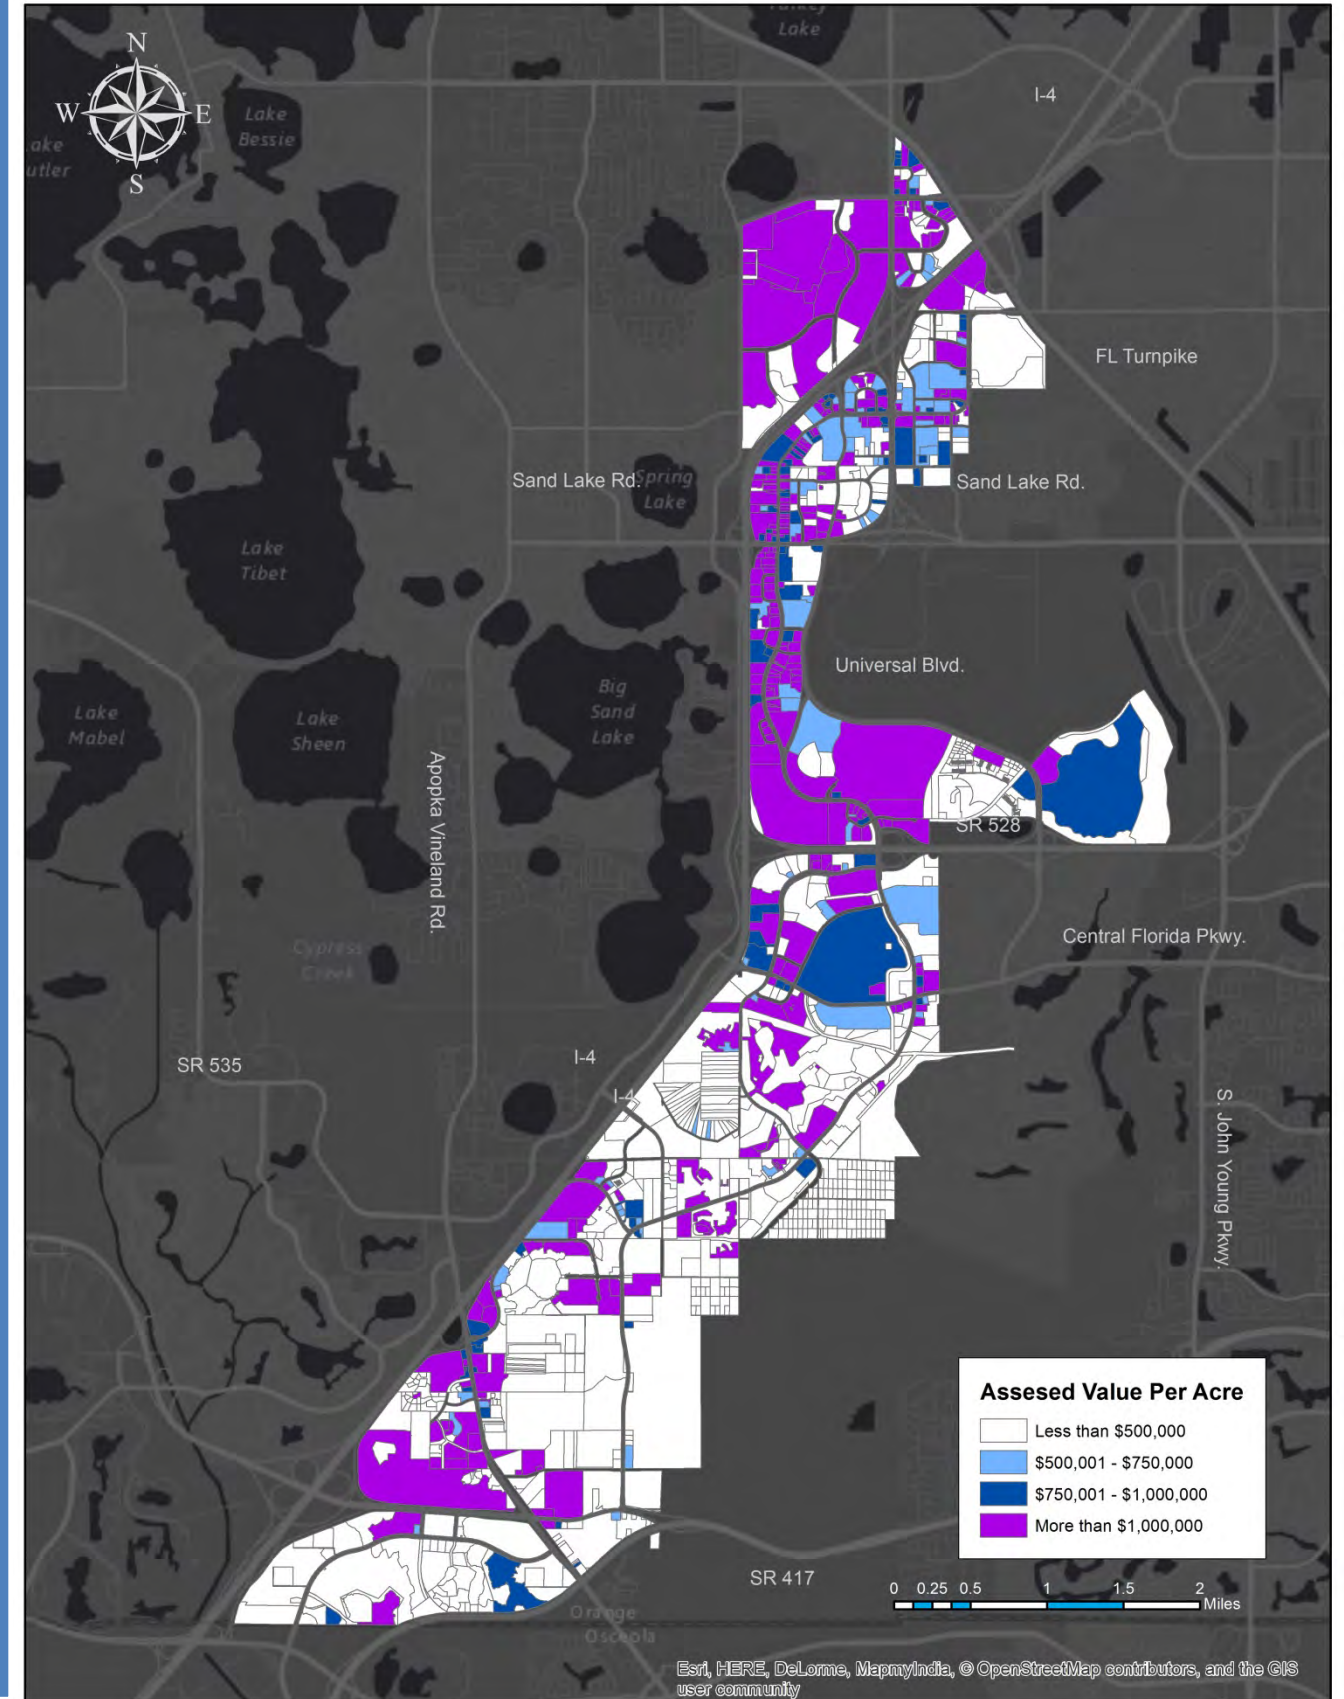 Turkey
Lake
N
I-4
W
E
Lake
Bessie
S
FL Turnpike
Sand Lake Rd.
Spring
Lake
Sand Lake Rd.
Lake
Tibet
Universal Blvd.
Big
Sand
Lake
Lake
Mabel
Lake
Sheen
Apopka Vineland Rd.
SR 528
Central Florida Pkwy.
Cypress
Creek
SR 535
I-4
I-4
S. John Young Pkwy.
Assesed Value Per Acre
Less than $500,000
$500,001 - $750,000
$750,001 - $1,000,000
More than $1,000,000
SR 417
0 0.25 0.5 1 1.5 2
Miles
Orange
Osceola
Esri, HERE, DeLorme, MapmyIndia, © OpenStreetMap contributors, and the GIS
user community